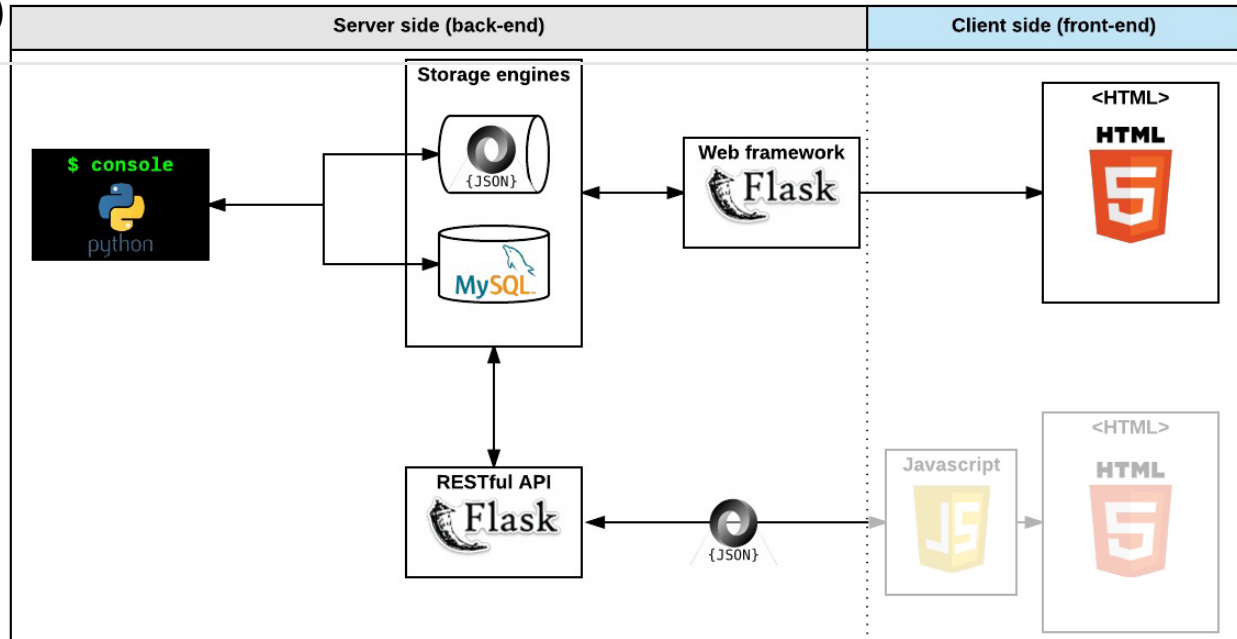 )
Server side (back-end)
Client side (front-end)
Storage engines
{JSON}
MySQL
$ console
python
Web framework
Flask
<HTML>
HTML
5
RESTful API
Flask
{JSON}
Javascript
JS
<HTML>
HTML
5